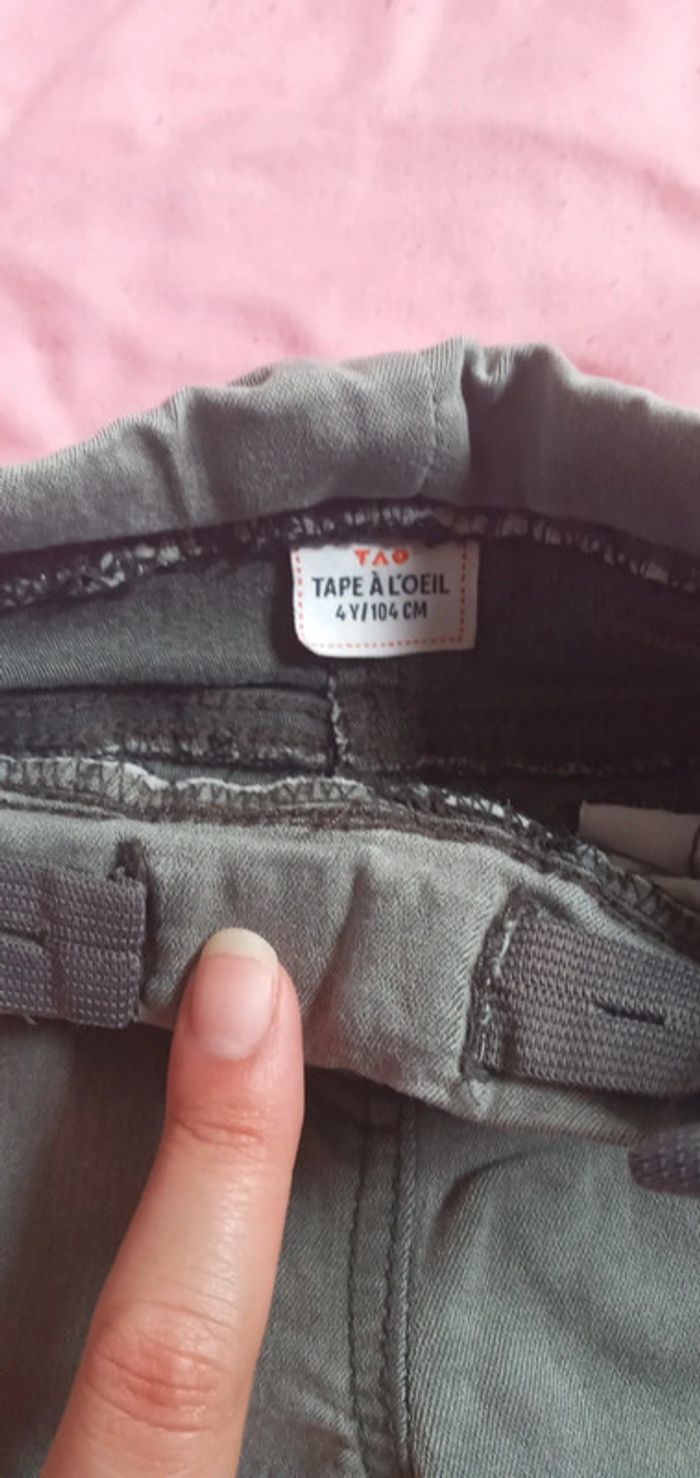 TAO
TAPE À L'OEIL
4 Y/104 CM